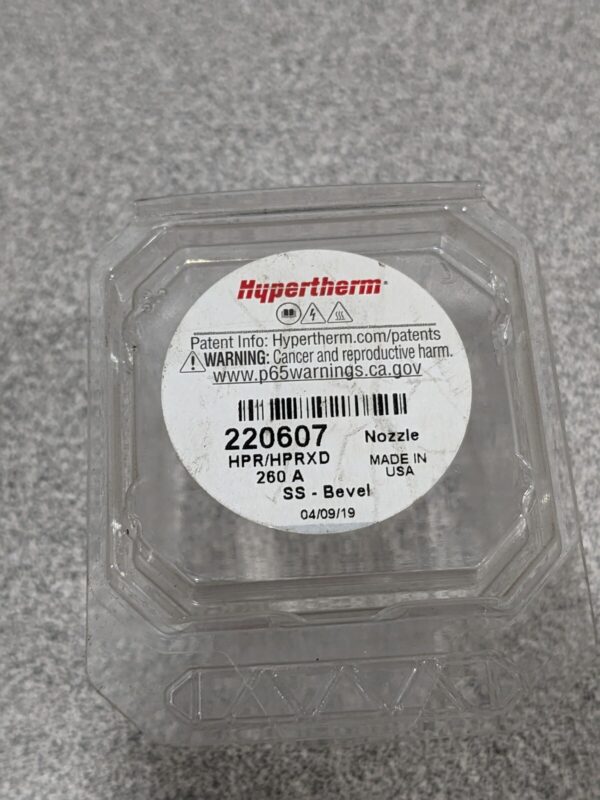 Hypertherm®
Patent Info: Hypertherm.com/patents
WARNING: Cancer and reproductive harm.
www.p65warnings.ca.gov
220607 Nozzle
HPR/HPRXD MADE IN
260 A USA
SS - Bevel
04/09/19